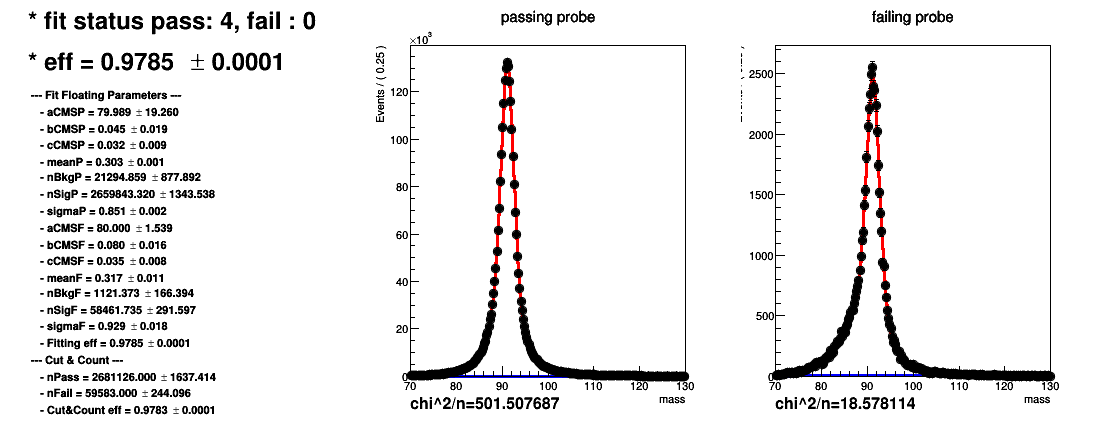 * fit status pass: 4, fail : 0
* eff = 0.9785 ± 0.0001
--- Fit Floating Parameters ---
- aCMSP = 79.989 ± 19.260
- bCMSP = 0.045 ± 0.019
- cCMSP = 0.032 ± 0.009
- meanP = 0.303 ± 0.001
- nBkgP = 21294.859 ± 877.892
- nSigP = 2659843.320 ± 1343.538
- sigmaP = 0.851 ± 0.002
- aCMSF = 80.000 ± 1.539
- bCMSF = 0.080 ± 0.016
- cCMSF = 0.035 ± 0.008
- meanF = 0.317 ± 0.011
- nBkgF = 1121.373 ± 166.394
- nSigF = 58461.735 ± 291.597
- sigmaF = 0.929 ± 0.018
- Fitting eff = 0.9785 ± 0.0001
--- Cut & Count ---
- nPass = 2681126.000 ± 1637.414
- nFail = 59583.000 ± 244.096
- Cut&Count eff = 0.9783 ± 0.0001
passing probe
×10³
Events / ( 0.25 )
120
100
80
60
40
20
0
70 80 90 100 110 120 130
mass
chi^2/n=501.507687
failing probe
2500
2000
1500
1000
500
0
70 80 90 100 110 120 130
mass
chi^2/n=18.578114